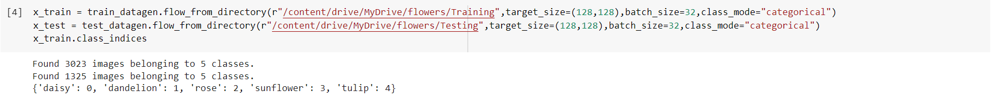 [4] x_train = train_datagen.flow_from_directory(r"/content/drive/MyDrive/flowers/Training",target_size=(128,128),batch_size=32,class_mode="categorical")
x_test = test_datagen.flow_from_directory(r"/content/drive/MyDrive/flowers/Testing",target_size=(128,128),batch_size=32,class_mode="categorical")
x_train.class_indices
Found 3023 images belonging to 5 classes.
Found 1325 images belonging to 5 classes.
{'daisy': 0, 'dandelion': 1, 'rose': 2, 'sunflower': 3, 'tulip': 4}